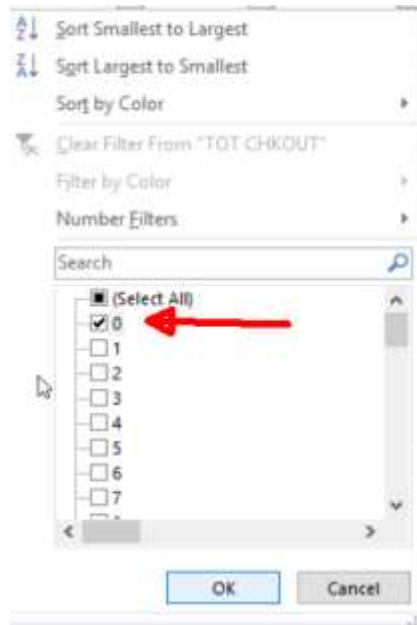 Sort Smallest to Largest
Sort Largest to Smallest
Sort by Color
Clear Filter From "TOT CHKOUT"
Filter by Color
Number Filters
Search
(Select All)
0
1
2
3
4
5
6
7
OK
Cancel